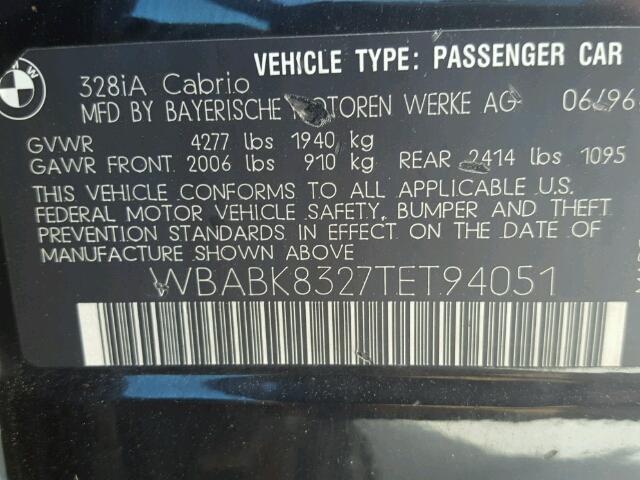 BMW
VEHICLE TYPE: PASSENGER CAR
328iA Cabrio
MFD BY BAYERISCHE MOTOREN WERKE AG 06/96
GVWR 4277 lbs 1940 kg
GAWR FRONT 2006 lbs 910 kg REAR 2414 lbs 1095
THIS VEHICLE CONFORMS TO ALL APPLICABLE U.S.
FEDERAL MOTOR VEHICLE SAFETY, BUMPER AND THEFT
PREVENTION STANDARDS IN EFFECT ON THE DATE OF
MANUFACTURE SHOWN ABOVE
WBABK8327TET94051